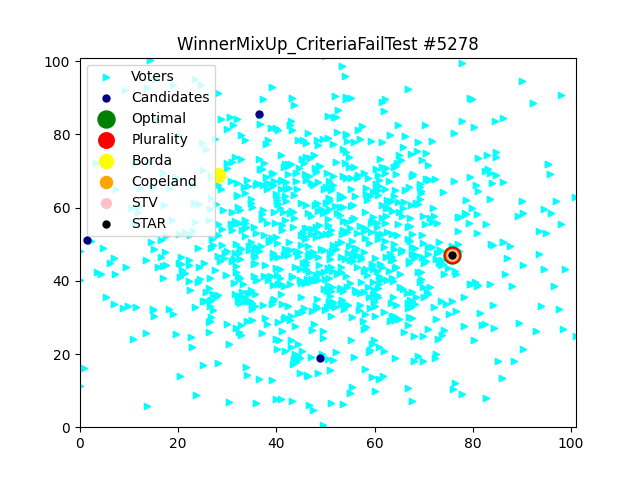 WinnerMixUp_CriteriaFailTest #5278
100
80
60
40
20
0
Voters
Candidates
Optimal
Plurality
Borda
Copeland
STV
STAR
0 20 40 60 80 100